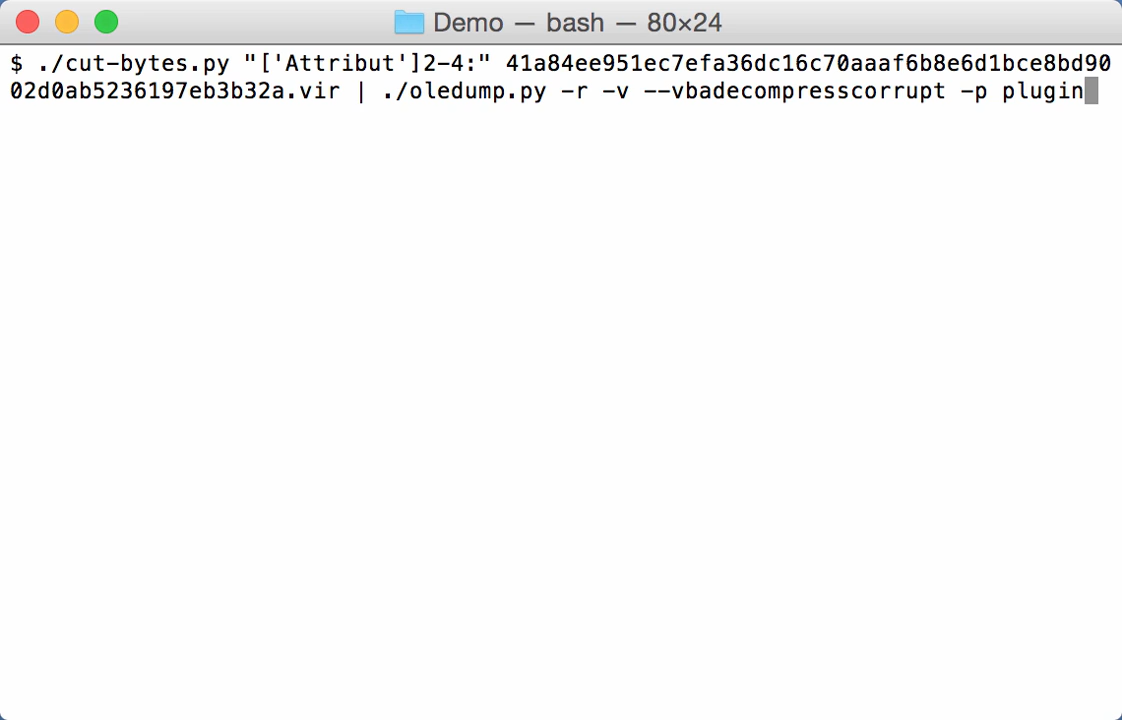 Demo — bash — 80×24
$ ./cut-bytes.py "['Attribut']2-4:" 41a84ee951ec7efa36dc16c70aaaf6b8e6d1bce8bd90
02d0ab5236197eb3b32a.vir | ./oledump.py -r -v --vbadecompresscorrupt -p plugin